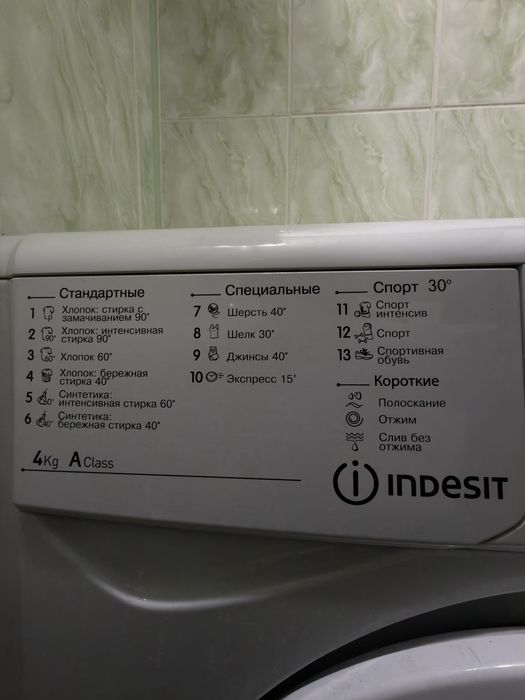 Стандартные
1 Хлопок: стирка с
замачиванием 90°
2 Хлопок: интенсивная
стирка 90°
3 Хлопок 60°
4 Хлопок: бережная
стирка 40°
5 Синтетика:
интенсивная стирка 60°
6 Синтетика:
бережная стирка 40°
4Kg A Class
Специальные
7 Шерсть 40°
8 Шелк 30°
9 Джинсы 40°
10 Экспресс 15'
Спорт 30°
11 Спорт
интенсив
12 Спорт
13 Спортивная
обувь
Короткие
Полоскание
Отжим
Слив без
отжима
INDESIT